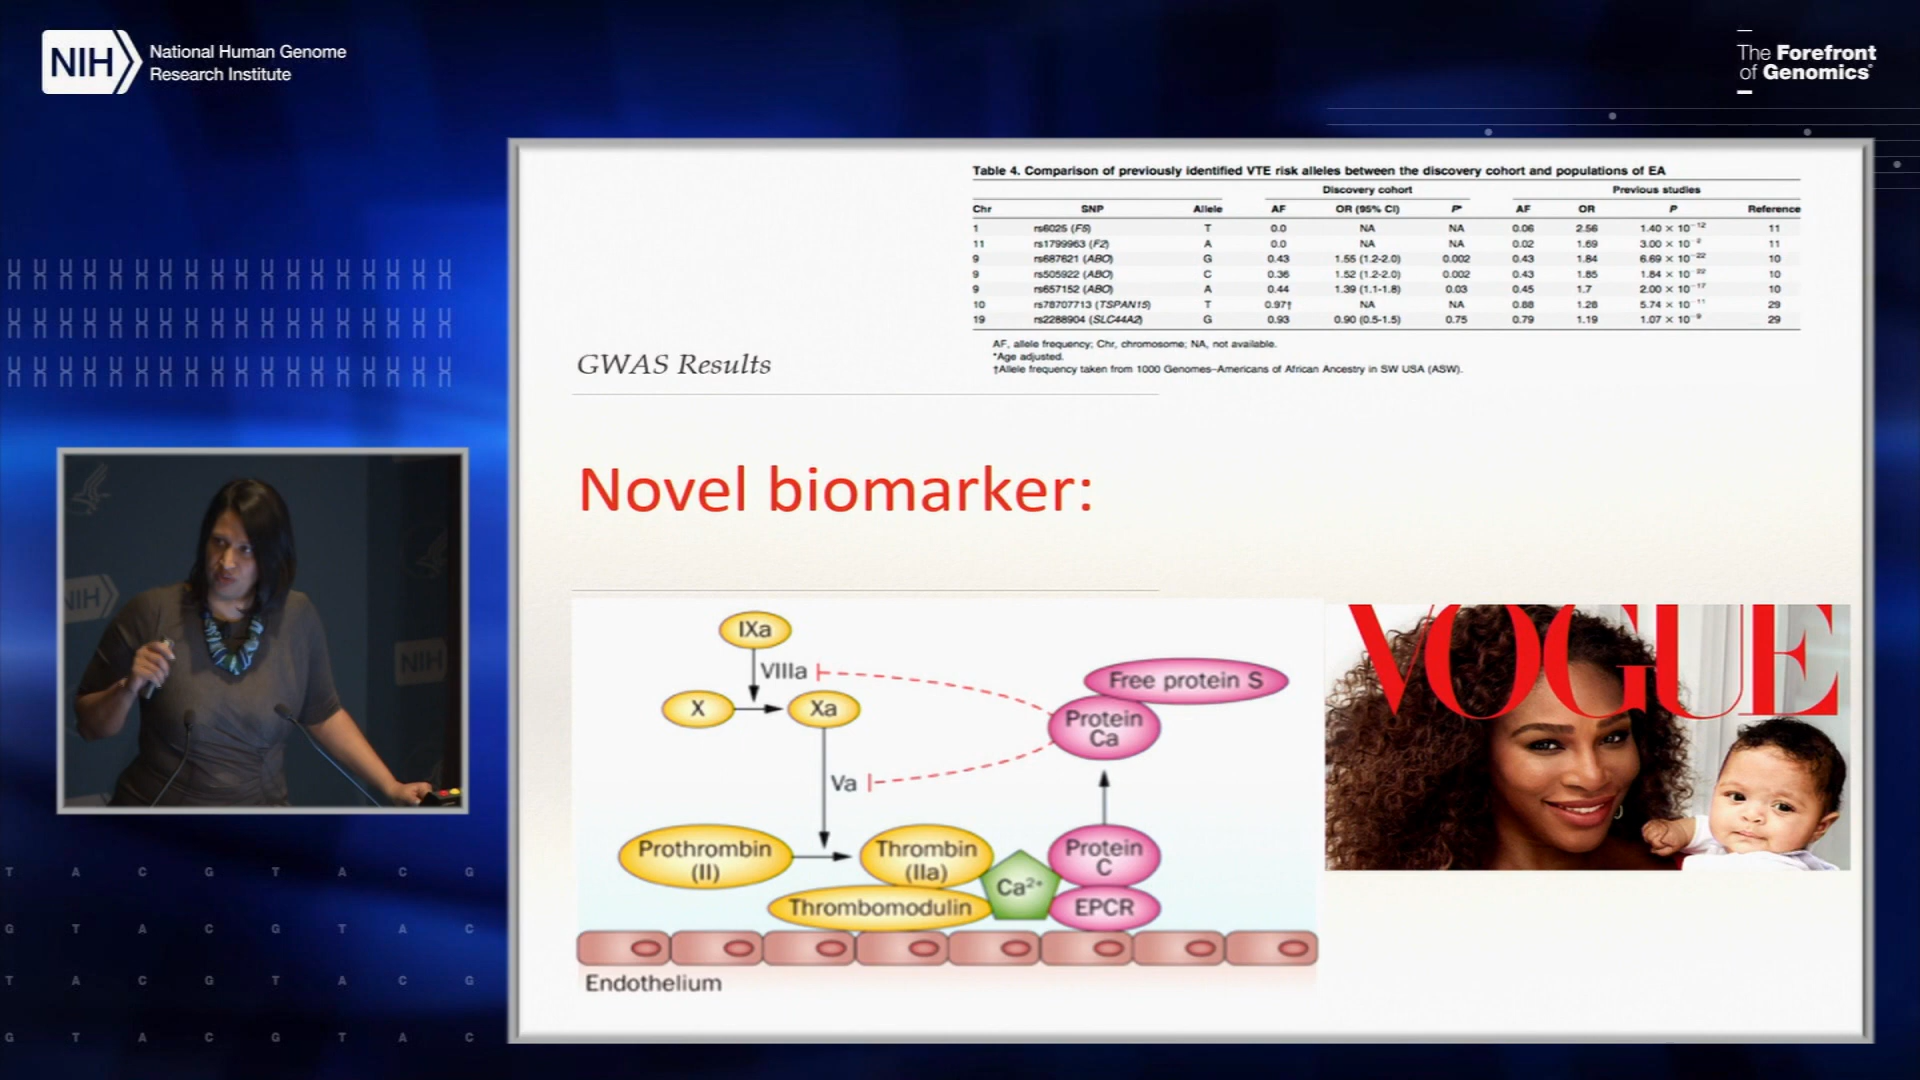 NIH
National Human Genome
Research Institute
The Forefront
of Genomics®
Table 4. Comparison of previously identified VTE risk alleles between the discovery cohort and populations of EA
Discovery cohort Previous studies
Chr SNP Allele AF OR (95% CI) P* AF OR P Reference
1 rs6025 (F5) T 0.0 NA NA 0.06 2.56 1.40 × 10⁻¹² 11
11 rs1799963 (F2) A 0.0 NA NA 0.02 1.69 3.00 × 10⁻² 11
9 rs687621 (ABO) G 0.43 1.55 (1.2-2.0) 0.002 0.43 1.84 6.69 × 10⁻²² 10
9 rs505922 (ABO) C 0.36 1.52 (1.2-2.0) 0.002 0.43 1.85 1.84 × 10⁻²² 10
9 rs657152 (ABO) A 0.44 1.39 (1.1-1.8) 0.03 0.45 1.7 2.00 × 10⁻¹⁷ 10
10 rs78707713 (TSPAN15) T 0.97† NA NA 0.88 1.28 5.74 × 10⁻¹¹ 29
19 rs2288904 (SLC44A2) G 0.93 0.90 (0.5-1.5) 0.75 0.79 1.19 1.07 × 10⁻⁹ 29
AF, allele frequency; Chr, chromosome; NA, not available.
*Age adjusted.
†Allele frequency taken from 1000 Genomes–Americans of African Ancestry in SW USA (ASW).
GWAS Results
Novel biomarker:
IXa
VIIIa
X
Xa
Free protein S
Protein
Ca
Va
Prothrombin
(II)
Thrombin
(IIa)
Thrombomodulin
Ca²⁺
Protein
C
EPCR
Endothelium
VOGUE
NIH
NIH
T A C G T A C G
G T A C G T A C
T A C G T A C G
G T A C G T A C